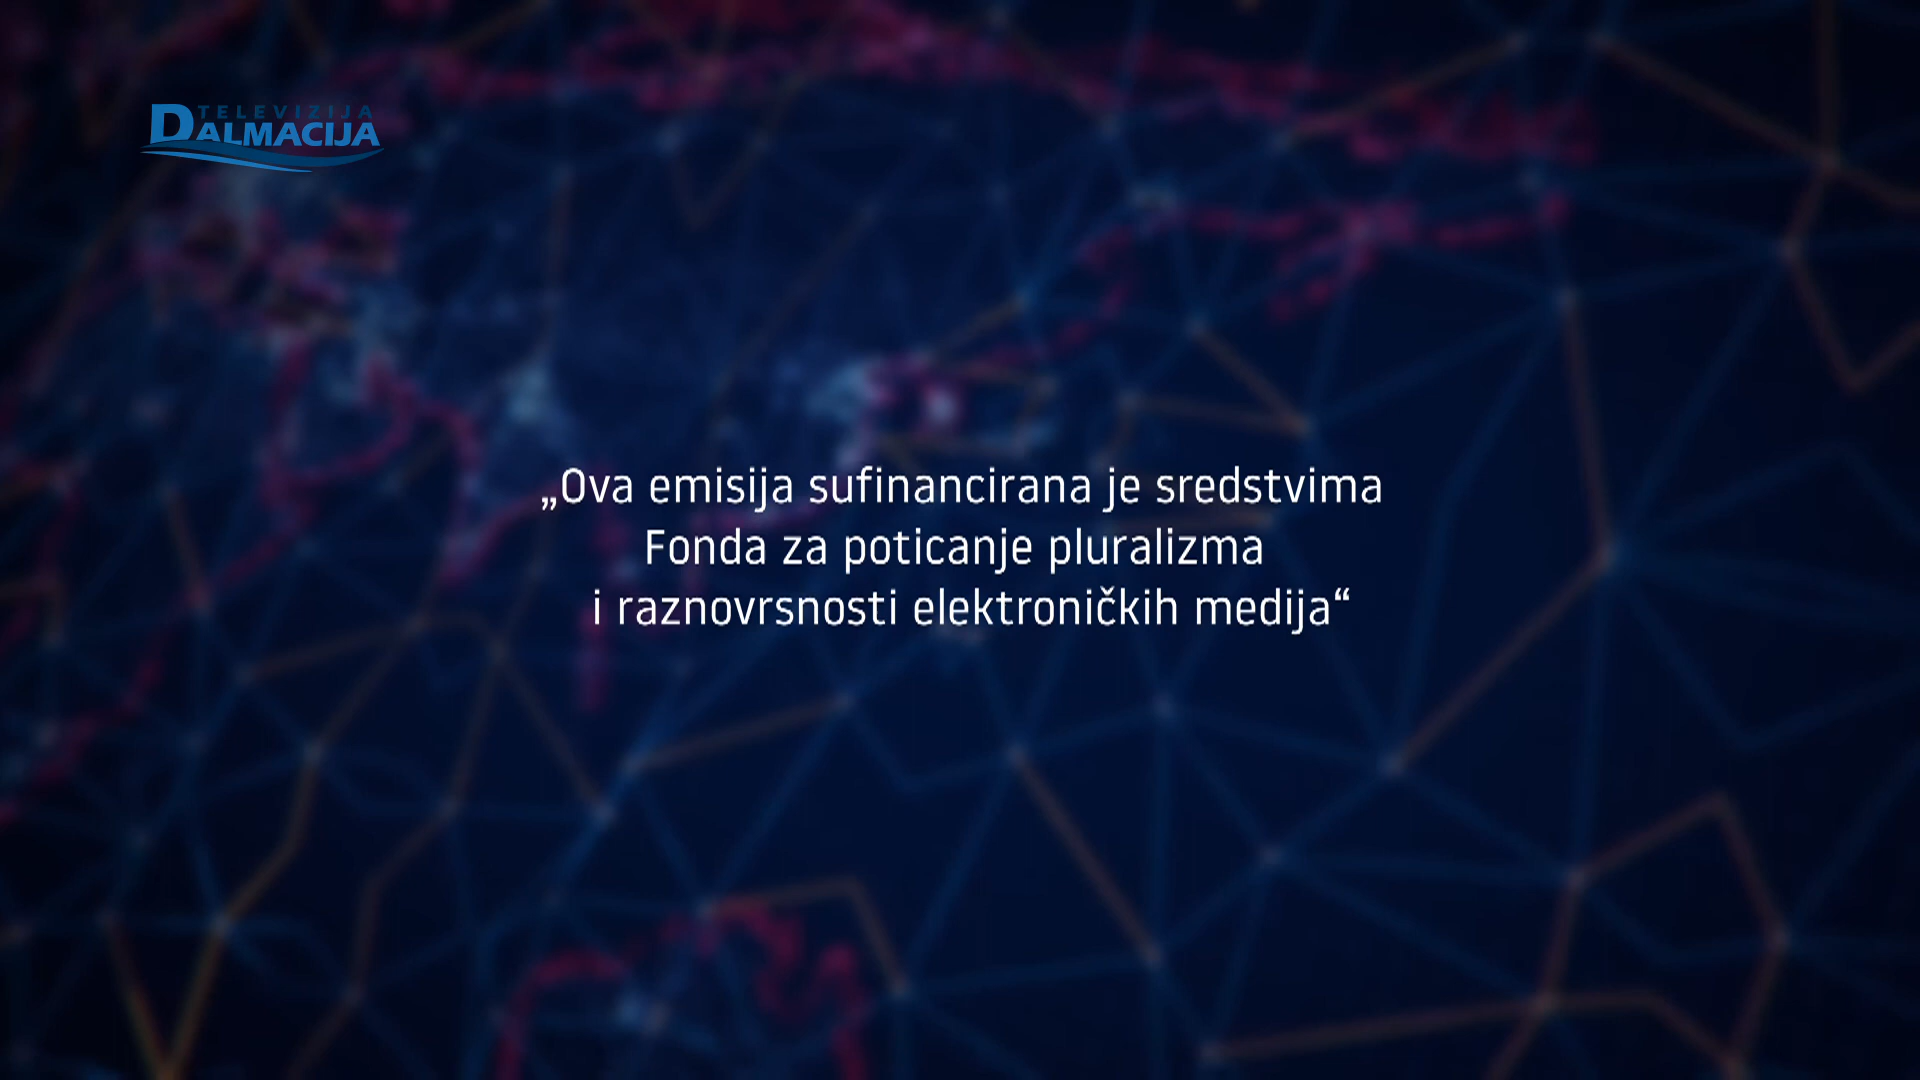 TELEVIZIJA
DALMACIJA
„Ova emisija sufinancirana je sredstvima
Fonda za poticanje pluralizma
i raznovrsnosti elektroničkih medija“